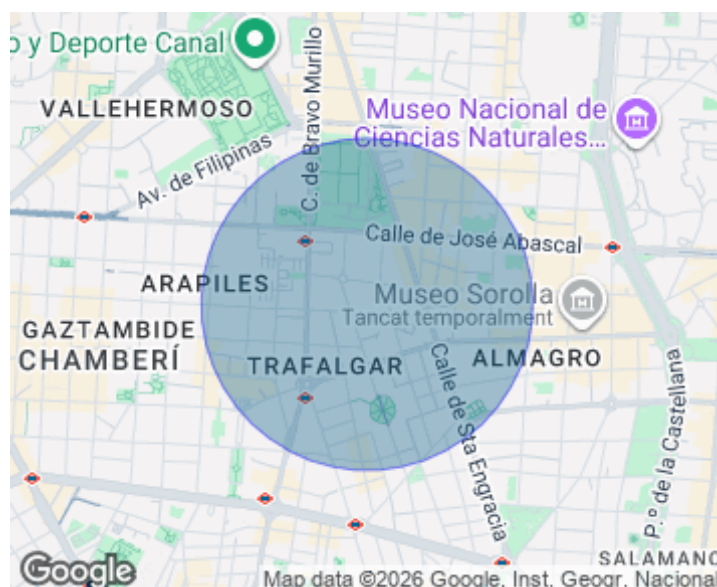 o y Deporte Canal
VALLEHERMOSO
C. de Bravo Murillo
Museo Nacional de
Ciencias Naturales...
Av. de Filipinas
Calle de José Abascal
ARAPILES
Museo Sorolla
Tancat temporalment
GAZTAMBIDE
CHAMBERÍ
TRAFALGAR
ALMAGRO
Calle de Sta Engracia
P.º de la Castellana
SALAMANC
Google
Map data ©2026 Google, Inst. Geogr. Nacional